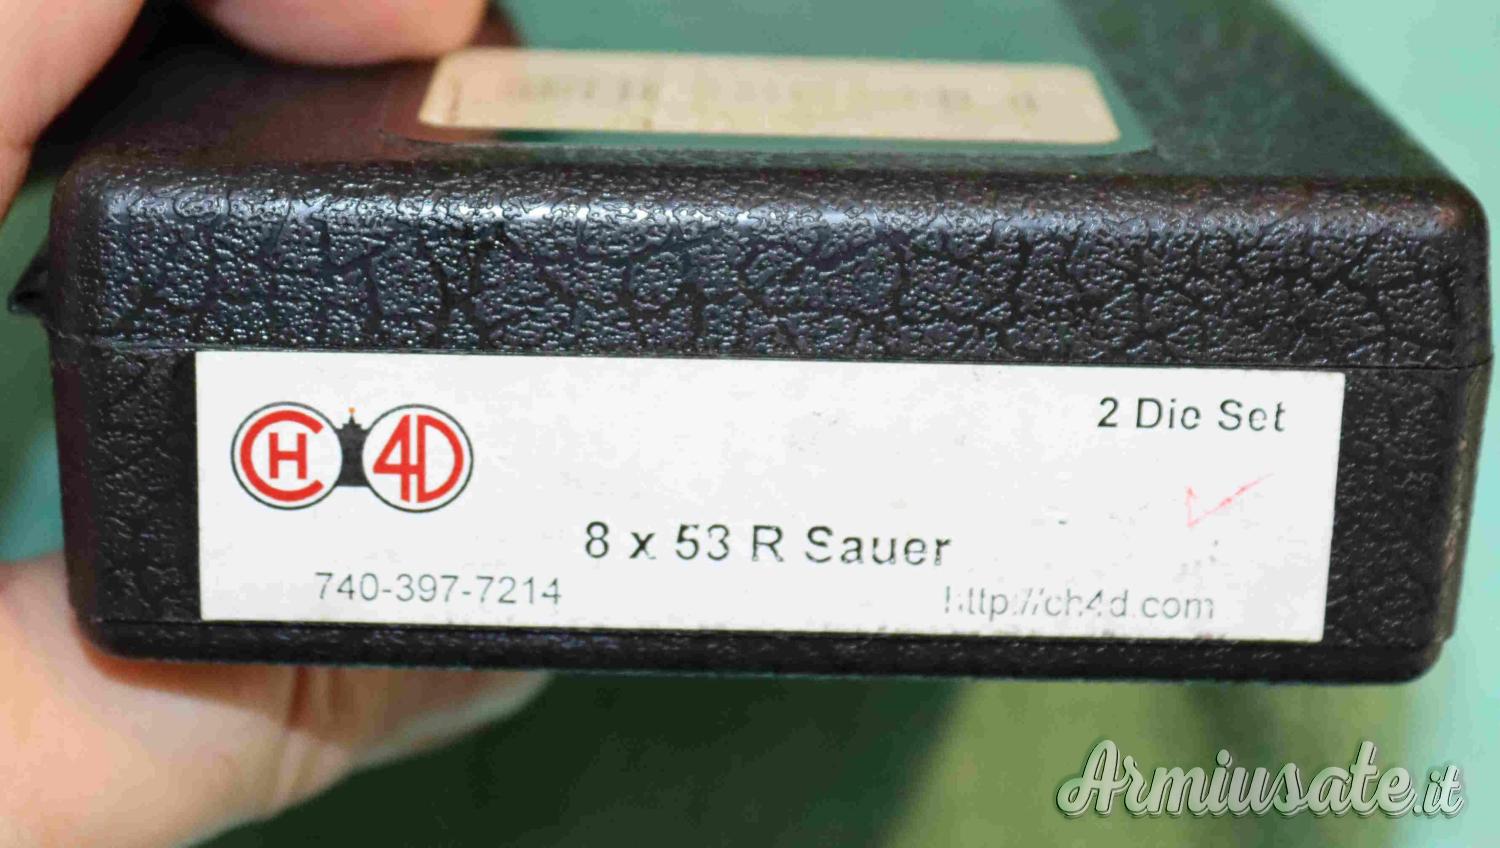 2 Die Set
CH 4D
8 x 53 R Sauer
740-397-7214
http://ch4d.com
Armiusate.it